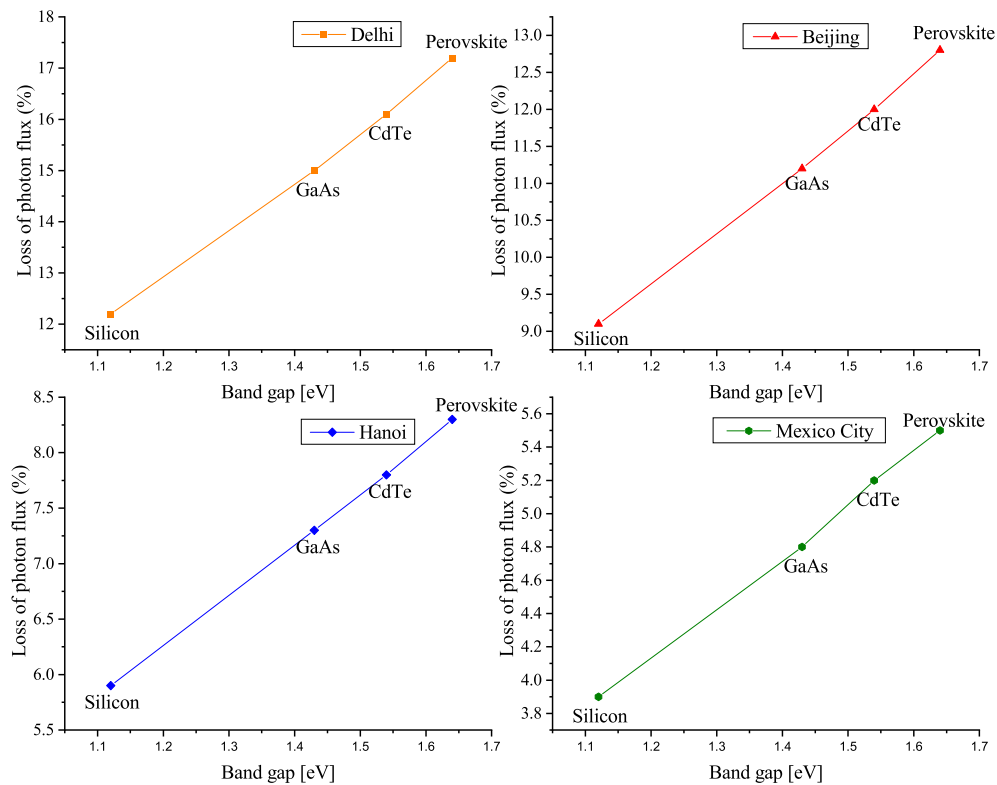 Loss of photon flux (%)
18
17
16
15
14
13
12
Delhi
Perovskite
CdTe
GaAs
Silicon
1.1 1.2 1.3 1.4 1.5 1.6 1.7
Band gap [eV]
Loss of photon flux (%)
13.0
12.5
12.0
11.5
11.0
10.5
10.0
9.5
9.0
Beijing
Perovskite
CdTe
GaAs
Silicon
1.1 1.2 1.3 1.4 1.5 1.6 1.7
Band gap [eV]
Loss of photon flux (%)
8.5
8.0
7.5
7.0
6.5
6.0
5.5
Hanoi
Perovskite
CdTe
GaAs
Silicon
1.1 1.2 1.3 1.4 1.5 1.6 1.7
Band gap [eV]
Loss of photon flux (%)
5.6
5.4
5.2
5.0
4.8
4.6
4.4
4.2
4.0
3.8
Mexico City
Perovskite
CdTe
GaAs
Silicon
1.1 1.2 1.3 1.4 1.5 1.6 1.7
Band gap [eV]